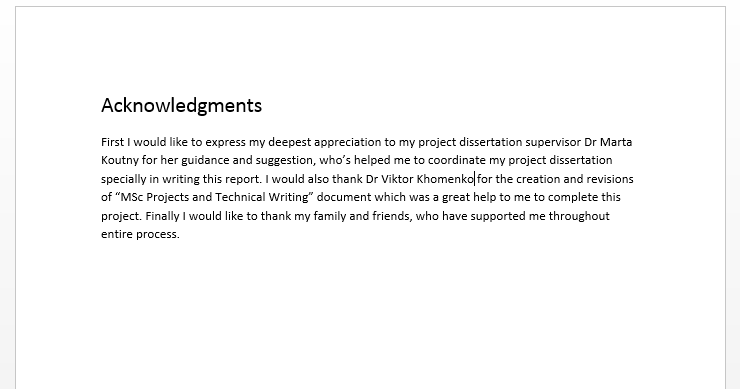 Acknowledgments
First I would like to express my deepest appreciation to my project dissertation supervisor Dr Marta
Koutny for her guidance and suggestion, who’s helped me to coordinate my project dissertation
specially in writing this report. I would also thank Dr Viktor Khomenko for the creation and revisions
of “MSc Projects and Technical Writing” document which was a great help to me to complete this
project. Finally I would like to thank my family and friends, who have supported me throughout
entire process.